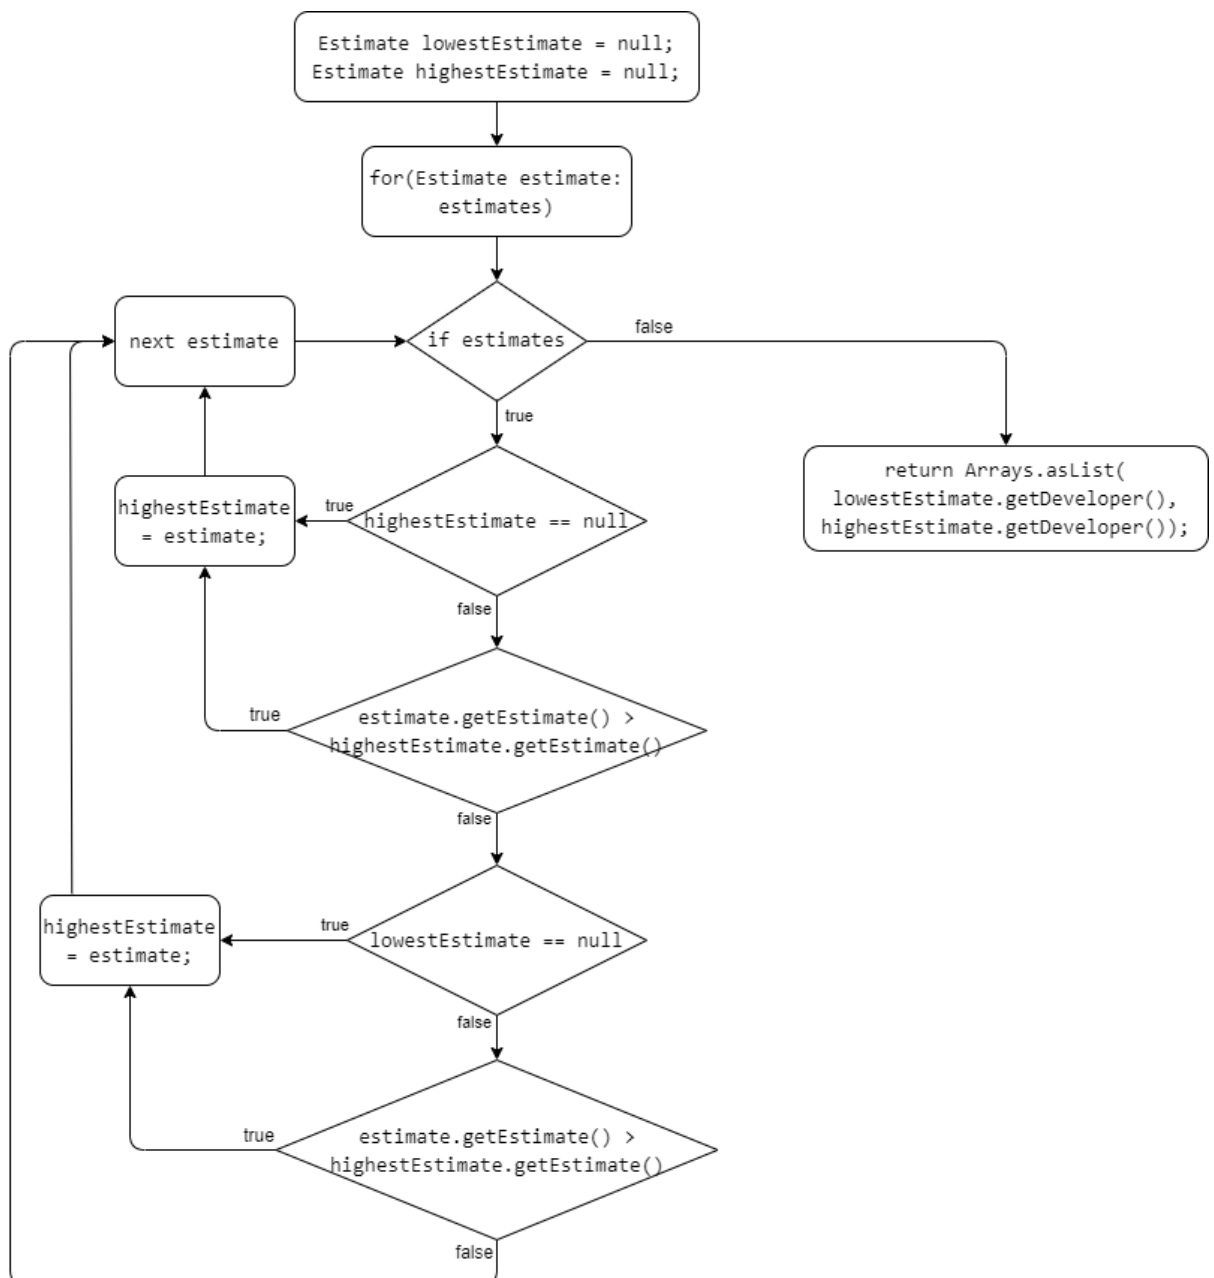 Estimate lowestEstimate = null;
Estimate highestEstimate = null;
for(Estimate estimate:
estimates)
next estimate
if estimates
false
true
return Arrays.asList(
lowestEstimate.getDeveloper(),
highestEstimate.getDeveloper());
highestEstimate
= estimate;
true
highestEstimate == null
false
true
estimate.getEstimate() >
highestEstimate.getEstimate()
false
highestEstimate
= estimate;
true
lowestEstimate == null
false
true
estimate.getEstimate() >
highestEstimate.getEstimate()
false